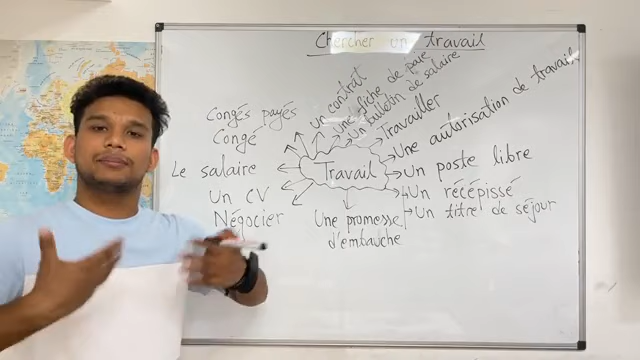 Chercher un travail
un contrat
une fiche de paie
un bulletin de salaire
Travailler
Une autorisation de travail
Un poste libre
Un récépissé
Un titre de séjour
Une promesse
d'embauche
Travail
Congés payés
Congé
Le salaire
Un CV
Négocier